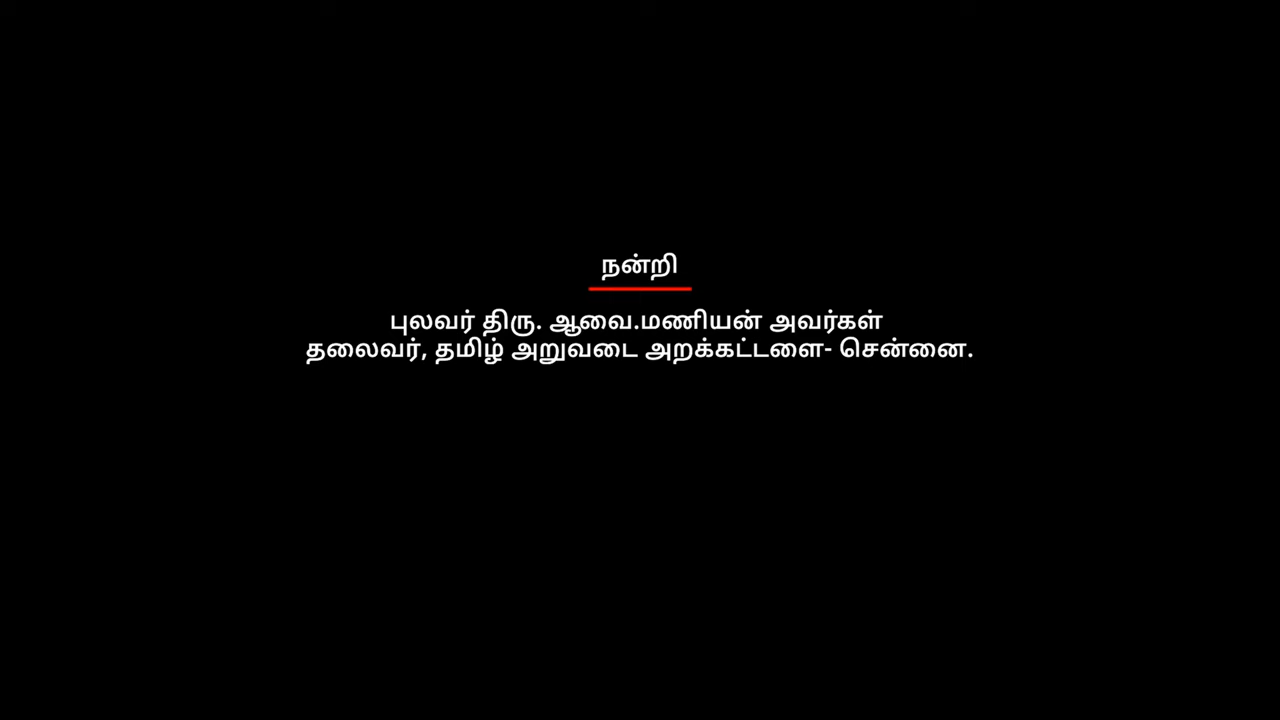 நன்றி
புலவர் திரு. ஆவை.மணியன் அவர்கள்
தலைவர், தமிழ் அறுவடை அறக்கட்டளை- சென்னை.